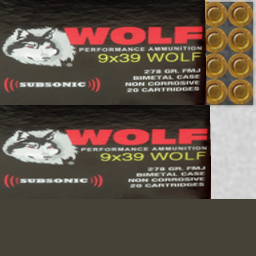 WOLF
PERFORMANCE AMMUNITION
9x39 WOLF
278 GR. FMJ
BIMETAL CASE
NON CORROSIVE
20 CARTRIDGES
SUBSONIC
WOLF
PERFORMANCE AMMUNITION
9x39 WOLF
278 GR. FMJ
BIMETAL CASE
NON CORROSIVE
20 CARTRIDGES
SUBSONIC